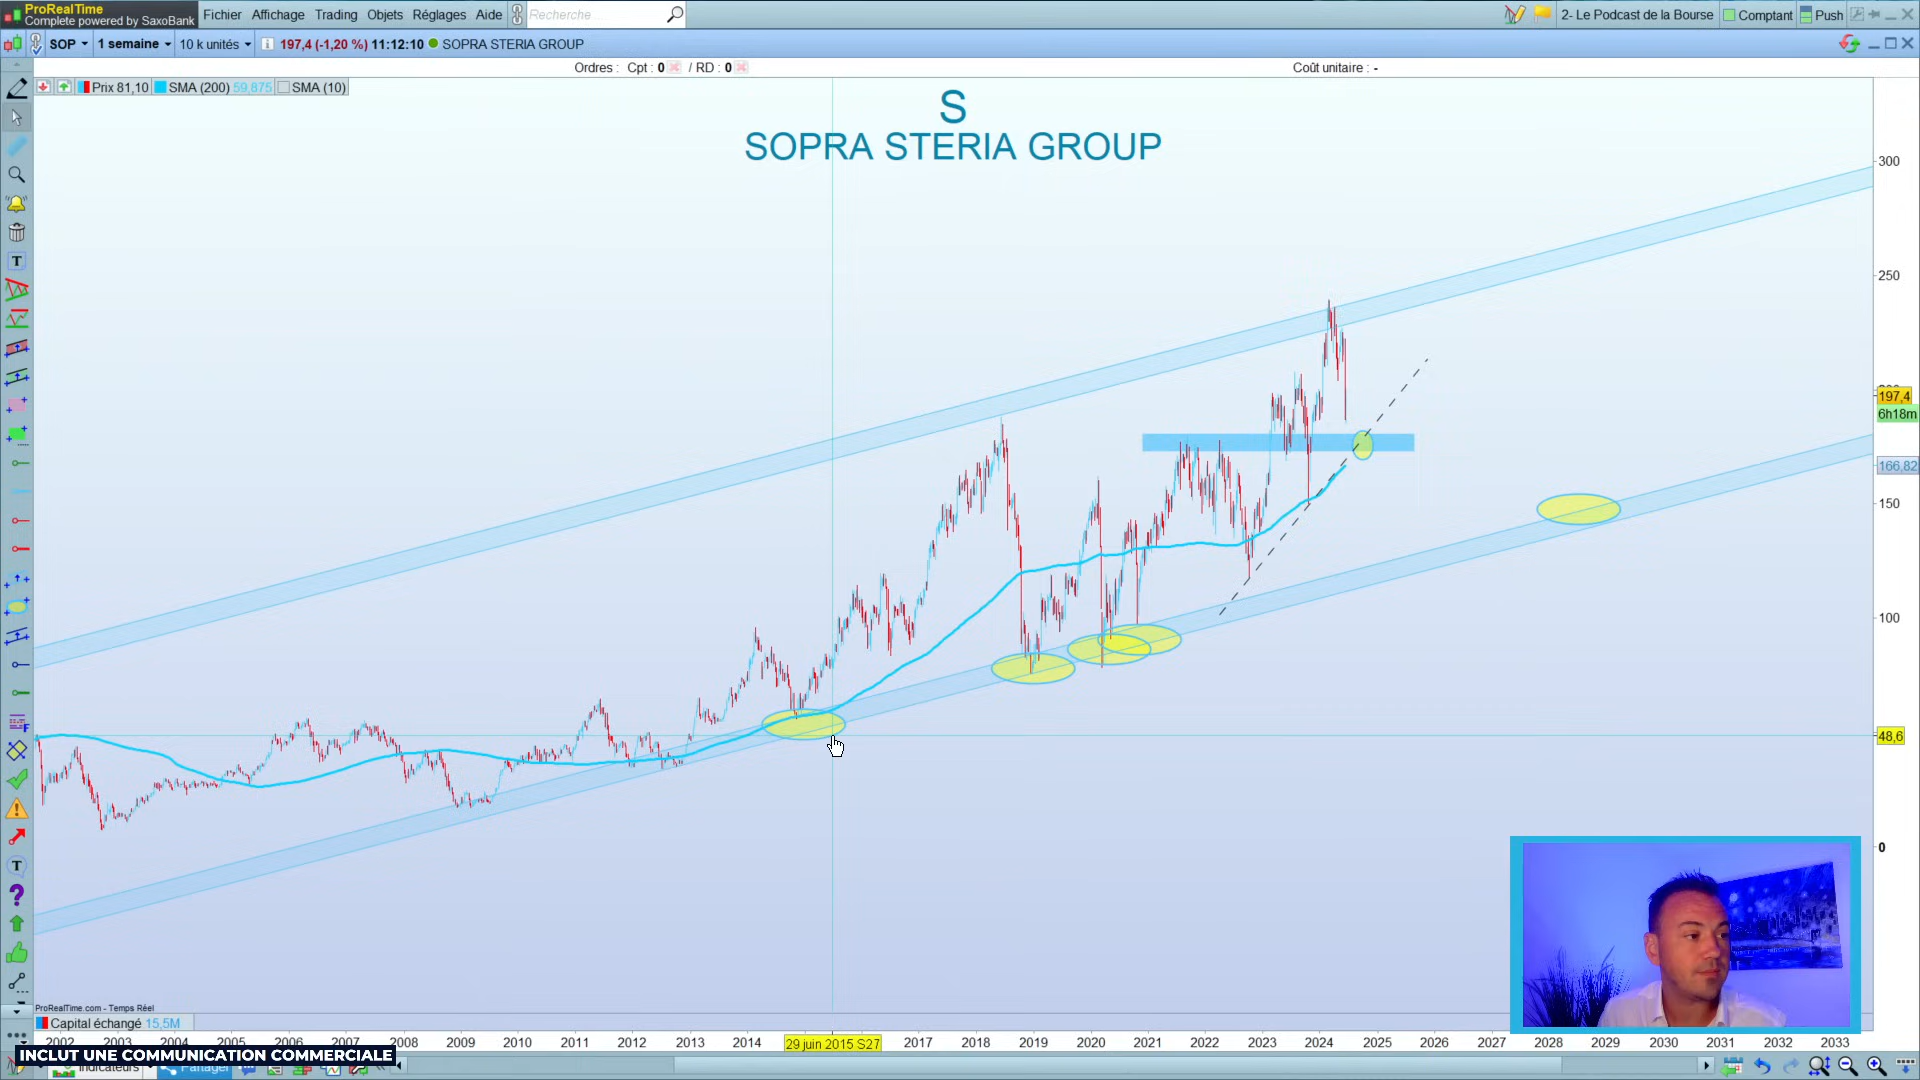 ProRealTime
Complete powered by SaxoBank
Fichier Affichage Trading Objets Réglages Aide Recherche... 2- Le Podcast de la Bourse Comptant Push
SOP 1 semaine 10 k unités 197,4 (-1,20 %) 11:12:10 SOPRA STERIA GROUP
Ordres : Cpt : 0 / RD : 0 Coût unitaire : -
Prix 81,10 SMA (200) 59,875 SMA (10)
S
SOPRA STERIA GROUP
300
250
197,4
6h18m
166,82
150
100
48,6
0
ProRealTime.com - Temps Réel
Capital échangé 15,5M
2002 2003 2004 2005 2006 2007 2008 2009 2010 2011 2012 2013 2014 29 juin 2015 S27 2017 2018 2019 2020 2021 2022 2023 2024 2025 2026 2027 2028 2029 2030 2031 2032 2033
INCLUT UNE COMMUNICATION COMMERCIALE
Indicateurs Partager